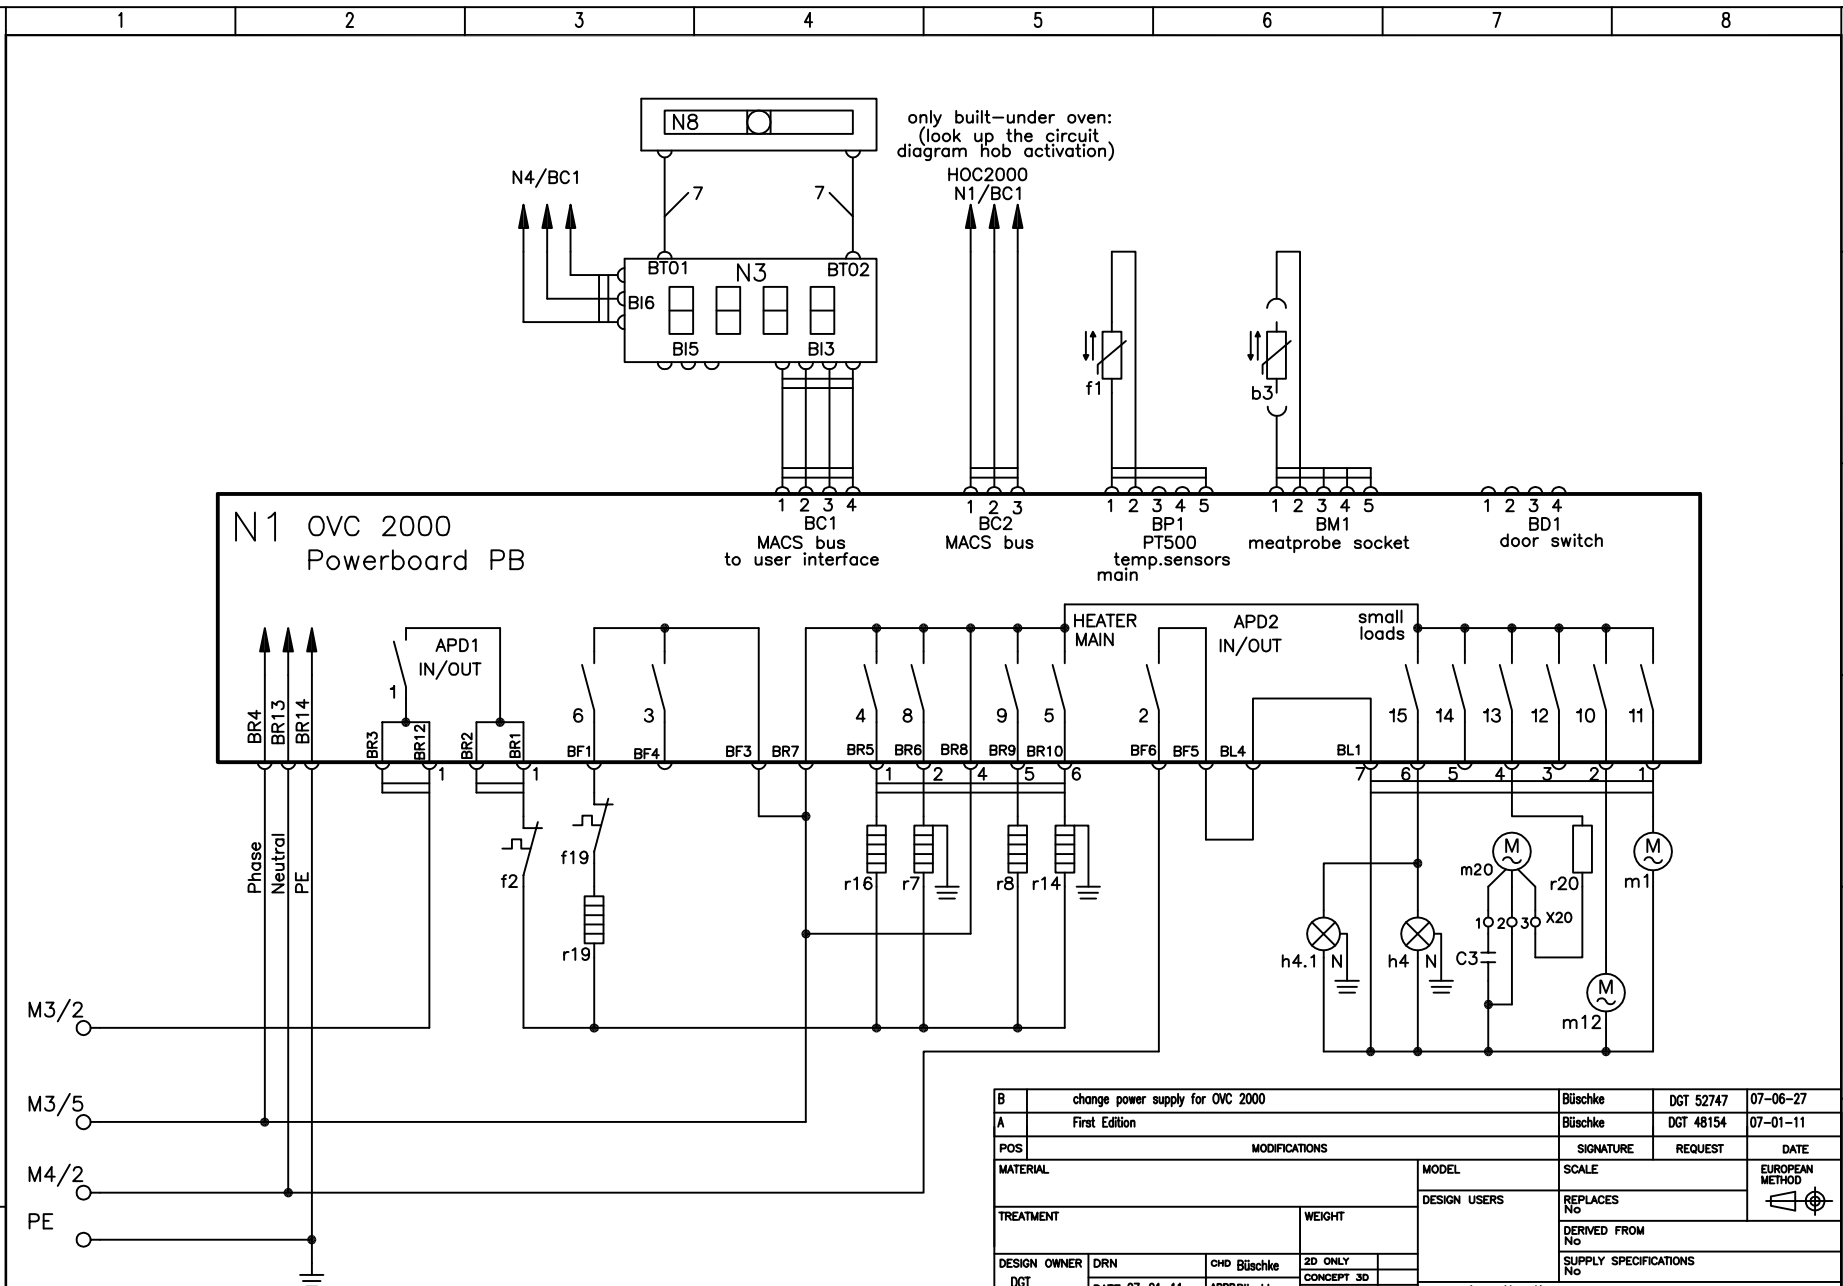 1 2 3 4 5 6 7 8
N8
only built-under oven:
(look up the circuit
diagram hob activation)
HOC2000
N1/BC1
N4/BC1
7 7
BT01 N3 BT02
BI6
BI5 BI3
f1
b3
N1 OVC 2000
Powerboard PB
1 2 3 4
BC1
MACS bus
to user interface
1 2 3
BC2
MACS bus
1 2 3 4 5
BP1
PT500
temp.sensors
main
1 2 3 4 5
BM1
meatprobe socket
1 2 3 4
BD1
door switch
APD1
IN/OUT
HEATER
MAIN
APD2
IN/OUT
small
loads
1 6 3 4 8 9 5 2 15 14 13 12 10 11
BR4 BR13 BR14 BR3 BR12 BR2 BR1 BF1 BF4 BF3 BR7 BR5 BR6 BR8 BR9 BR10 BF6 BF5 BL4 BL1
1 1 1 2 4 5 6 7 6 5 4 3 2 1
Phase
Neutral
PE
f2
f19
r19
r16 r7 r8 r14
m20 r20 m1
M M
1 2 3 X20
h4.1 N h4 N C3
M
m12
M3/2
M3/5
M4/2
PE
B change power supply for OVC 2000 Büschke DGT 52747 07-06-27
A First Edition Büschke DGT 48154 07-01-11
POS MODIFICATIONS SIGNATURE REQUEST DATE
MATERIAL MODEL SCALE EUROPEAN
METHOD
DESIGN USERS REPLACES
No
TREATMENT WEIGHT
DERIVED FROM
No
DESIGN OWNER DRN CHD Büschke 2D ONLY SUPPLY SPECIFICATIONS
No
DGT CONCEPT 3D